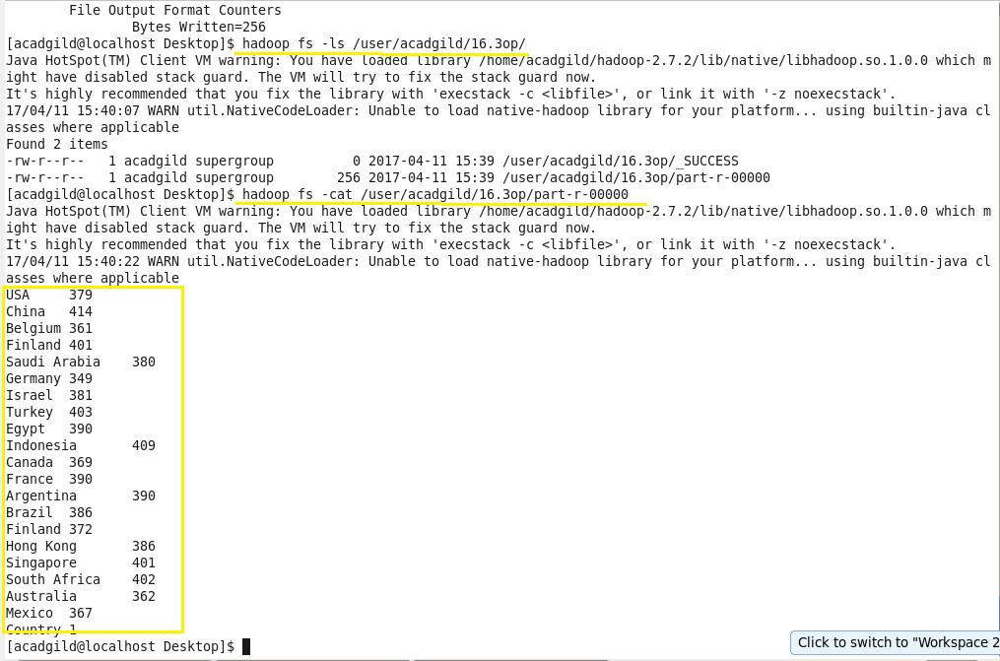 File Output Format Counters
Bytes Written=256
[acadgild@localhost Desktop]$ hadoop fs -ls /user/acadgild/16.3op/
Java HotSpot(TM) Client VM warning: You have loaded library /home/acadgild/hadoop-2.7.2/lib/native/libhadoop.so.1.0.0 which m
ight have disabled stack guard. The VM will try to fix the stack guard now.
It's highly recommended that you fix the library with 'execstack -c <libfile>', or link it with '-z noexecstack'.
17/04/11 15:40:07 WARN util.NativeCodeLoader: Unable to load native-hadoop library for your platform... using builtin-java cl
asses where applicable
Found 2 items
-rw-r--r--   1 acadgild supergroup          0 2017-04-11 15:39 /user/acadgild/16.3op/_SUCCESS
-rw-r--r--   1 acadgild supergroup        256 2017-04-11 15:39 /user/acadgild/16.3op/part-r-00000
[acadgild@localhost Desktop]$ hadoop fs -cat /user/acadgild/16.3op/part-r-00000
Java HotSpot(TM) Client VM warning: You have loaded library /home/acadgild/hadoop-2.7.2/lib/native/libhadoop.so.1.0.0 which m
ight have disabled stack guard. The VM will try to fix the stack guard now.
It's highly recommended that you fix the library with 'execstack -c <libfile>', or link it with '-z noexecstack'.
17/04/11 15:40:22 WARN util.NativeCodeLoader: Unable to load native-hadoop library for your platform... using builtin-java cl
asses where applicable
USA     379
China   414
Belgium 361
Finland 401
Saudi Arabia    380
Germany 349
Israel  381
Turkey  403
Egypt   390
Indonesia       409
Canada  369
France  390
Argentina       390
Brazil  386
Finland 372
Hong Kong       386
Singapore       401
South Africa    402
Australia       362
Mexico  367
Country 1
[acadgild@localhost Desktop]$
Click to switch to "Workspace 2